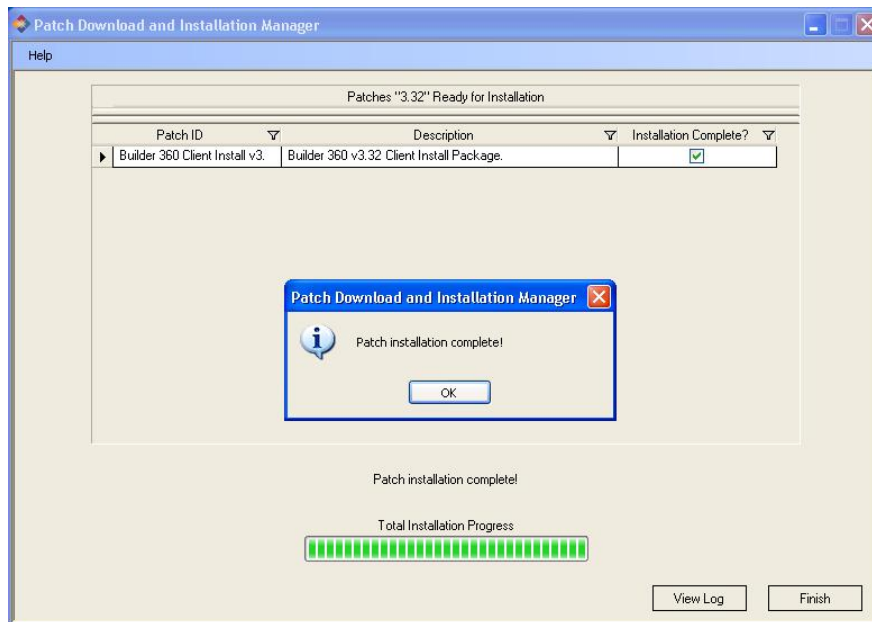 Patch Download and Installation Manager
Help
Patches "3.32" Ready for Installation
Patch ID Description Installation Complete?
Builder 360 Client Install v3. Builder 360 v3.32 Client Install Package.
Patch Download and Installation Manager
Patch installation complete!
OK
Patch installation complete!
Total Installation Progress
View Log Finish